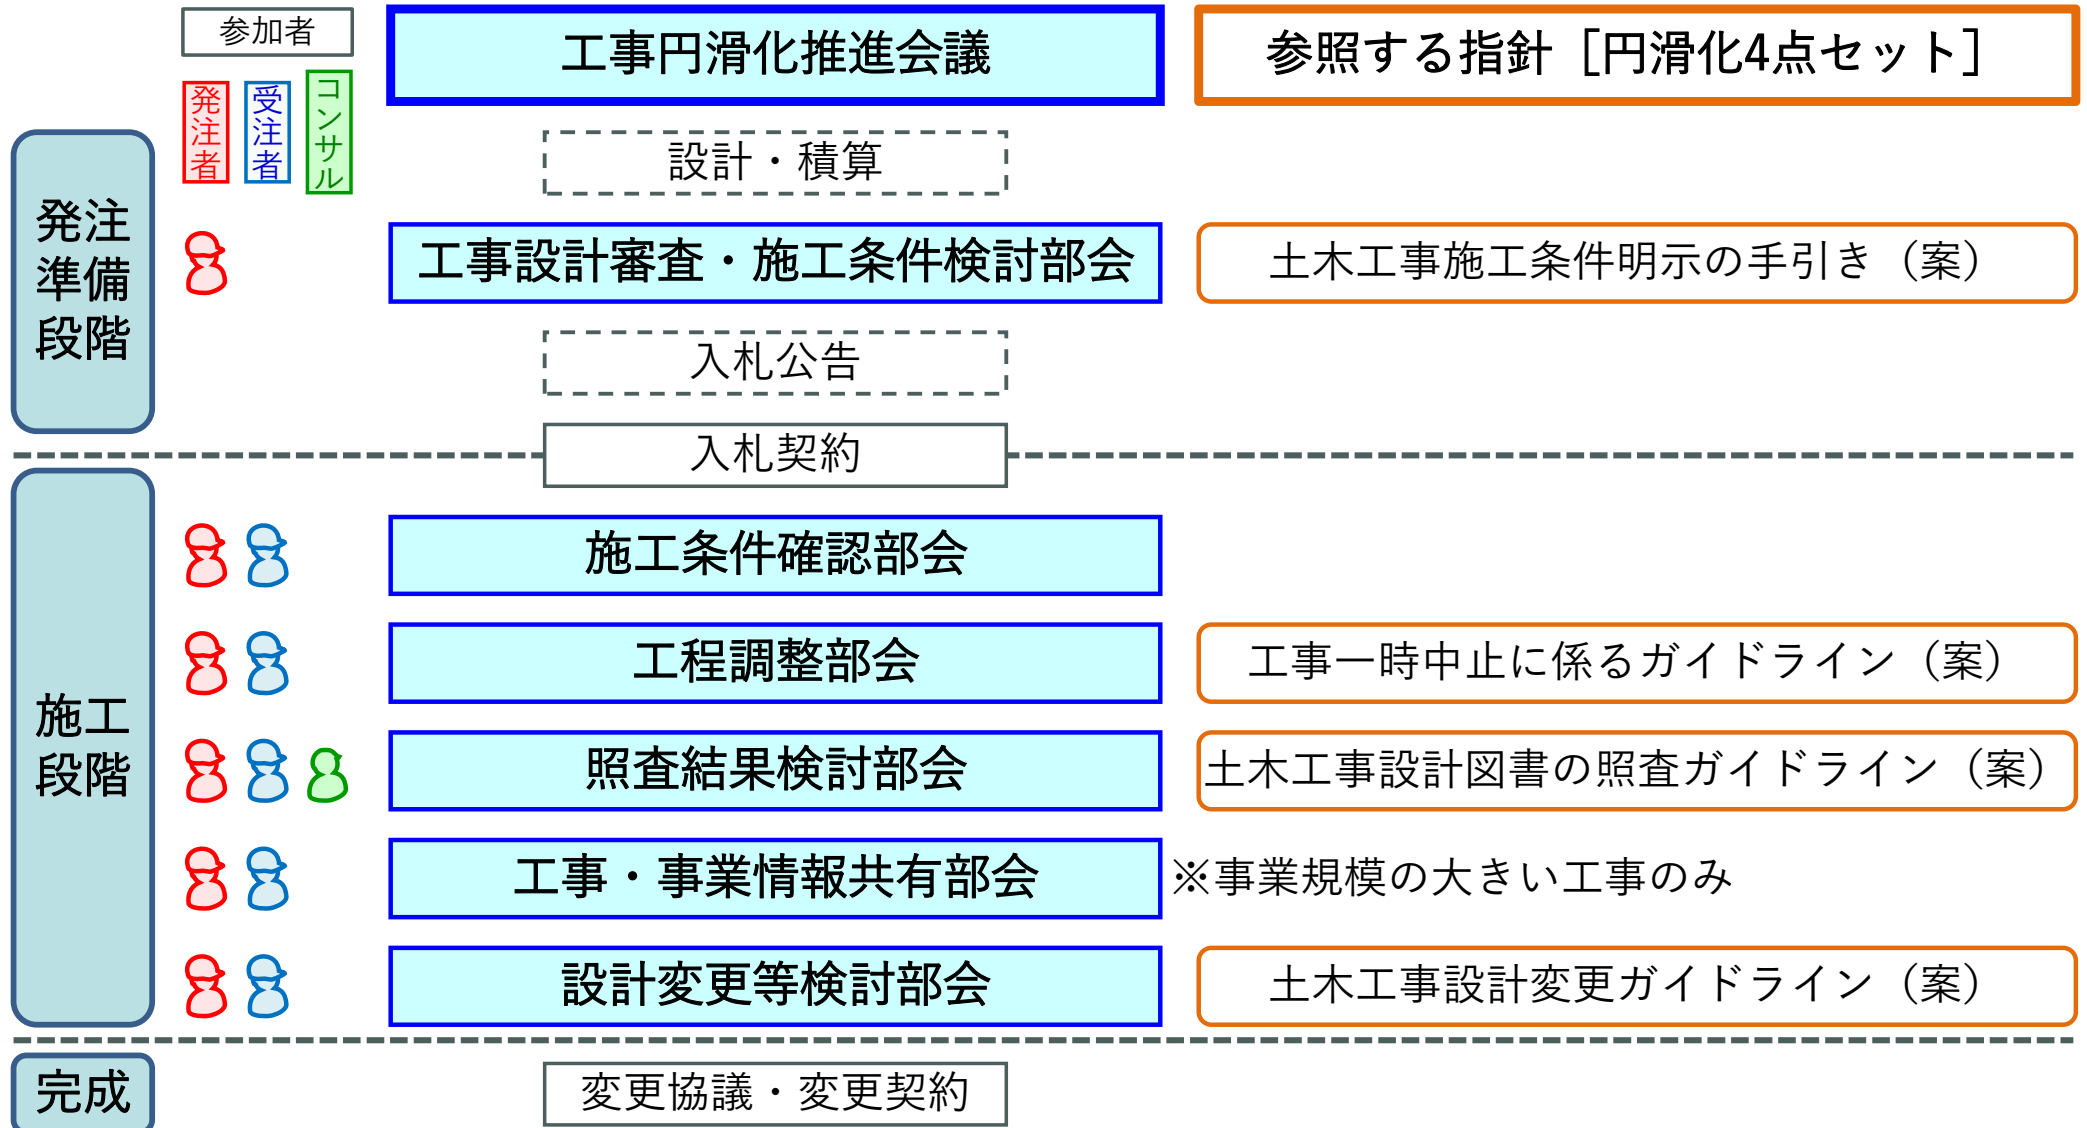 参加者
工事円滑化推進会議
参照する指針［円滑化4点セット］
発注者
受注者
コンサル
発注
準備
段階
設計・積算
工事設計審査・施工条件検討部会
土木工事施工条件明示の手引き（案）
入札公告
入札契約
施工
段階
施工条件確認部会
工程調整部会
工事一時中止に係るガイドライン（案）
照査結果検討部会
土木工事設計図書の照査ガイドライン（案）
工事・事業情報共有部会
※事業規模の大きい工事のみ
設計変更等検討部会
土木工事設計変更ガイドライン（案）
完成
変更協議・変更契約